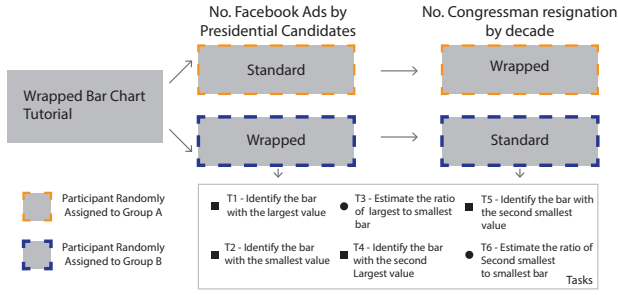 No. Facebook Ads by
Presidential Candidates
No. Congressman resignation
by decade
Wrapped Bar Chart
Tutorial
Standard
Wrapped
Wrapped
Standard
Participant Randomly
Assigned to Group A
Participant Randomly
Assigned to Group B
T1 - Identify the bar
with the largest value
T3 - Estimate the ratio
of largest to smallest
bar
T5 - Identify the bar with
the second smallest
value
T2 - Identify the bar
with the smallest value
T4 - Identify the bar
with the second
Largest value
T6 - Estimate the ratio of
Second smallest
to smallest bar
Tasks